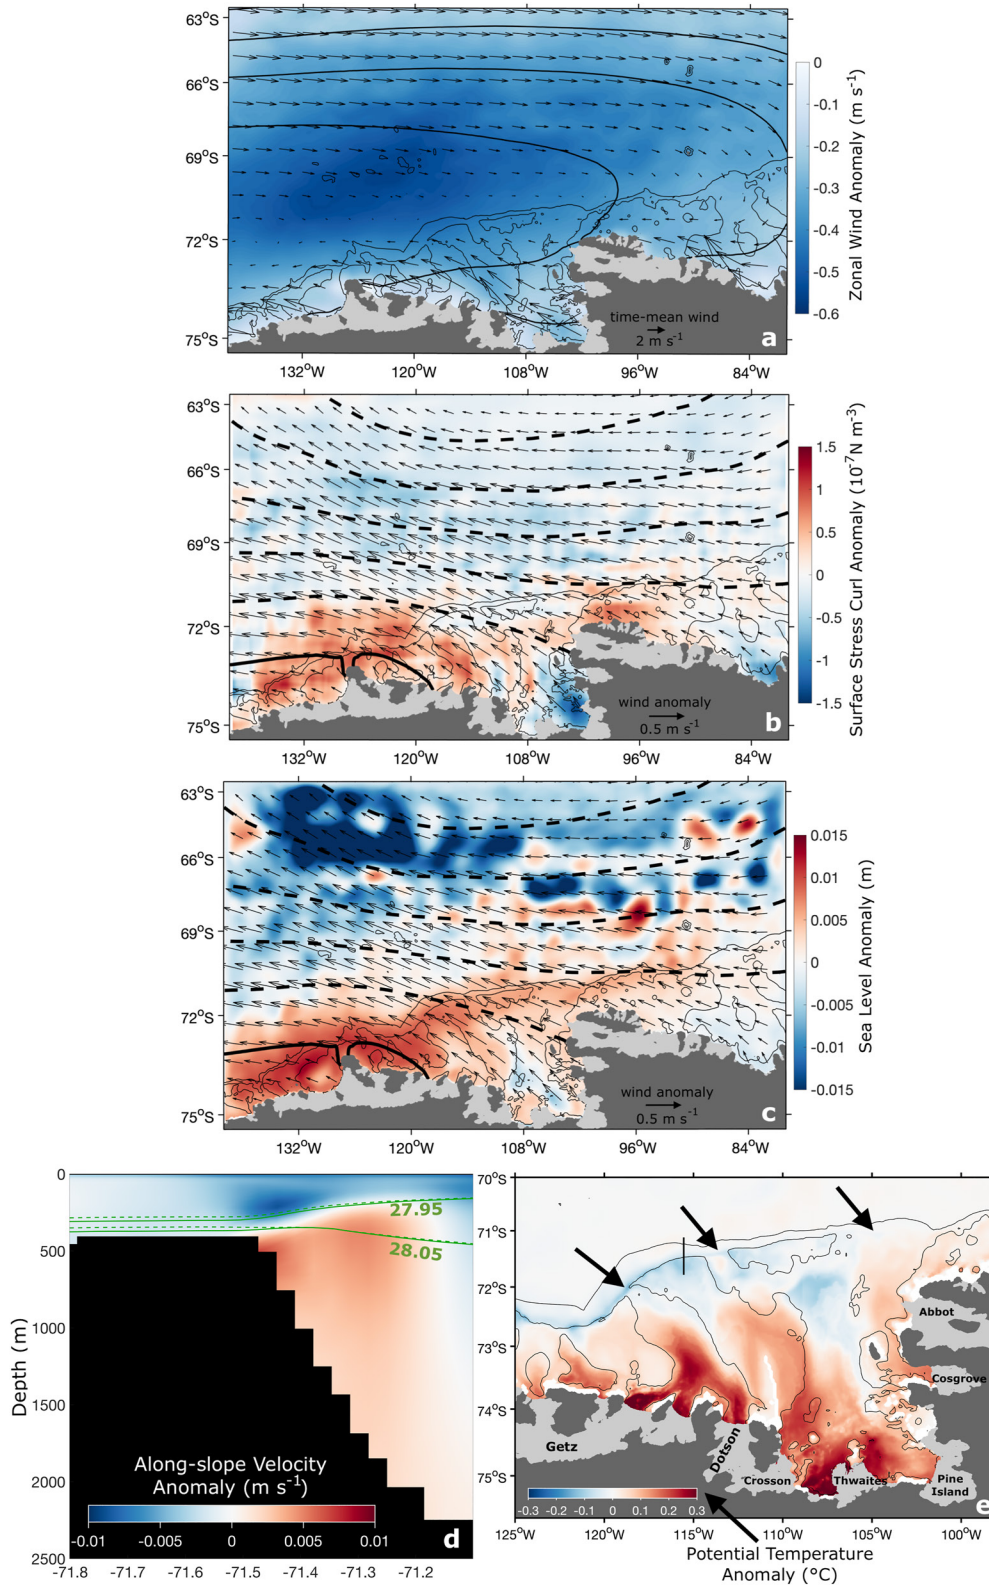 63°S
66°S
69°S
72°S
75°S
132°W
120°W
108°W
96°W
84°W
time-mean wind
2 m s⁻¹
a
0
-0.1
-0.2
-0.3
-0.4
-0.5
-0.6
Zonal Wind Anomaly (m s⁻¹)
63°S
66°S
69°S
72°S
75°S
132°W
120°W
108°W
96°W
84°W
wind anomaly
0.5 m s⁻¹
b
1.5
1
0.5
0
-0.5
-1
-1.5
Surface Stress Curl Anomaly (10⁻⁷ N m⁻³)
63°S
66°S
69°S
72°S
75°S
132°W
120°W
108°W
96°W
84°W
wind anomaly
0.5 m s⁻¹
c
0.015
0.01
0.005
0
-0.005
-0.01
-0.015
Sea Level Anomaly (m)
0
500
1000
1500
2000
2500
Depth (m)
27.95
28.05
Along-slope Velocity
Anomaly (m s⁻¹)
-0.01 -0.005 0 0.005 0.01
d
-71.8 -71.7 -71.6 -71.5 -71.4 -71.3 -71.2
70°S
71°S
72°S
73°S
74°S
75°S
Abbot
Cosgrove
Getz
Dotson
Crosson
Thwaites
Pine
Island
-0.3 -0.2 -0.1 0 0.1 0.2 0.3
e
125°W 120°W 115°W 110°W 105°W 100°W
Potential Temperature
Anomaly (°C)